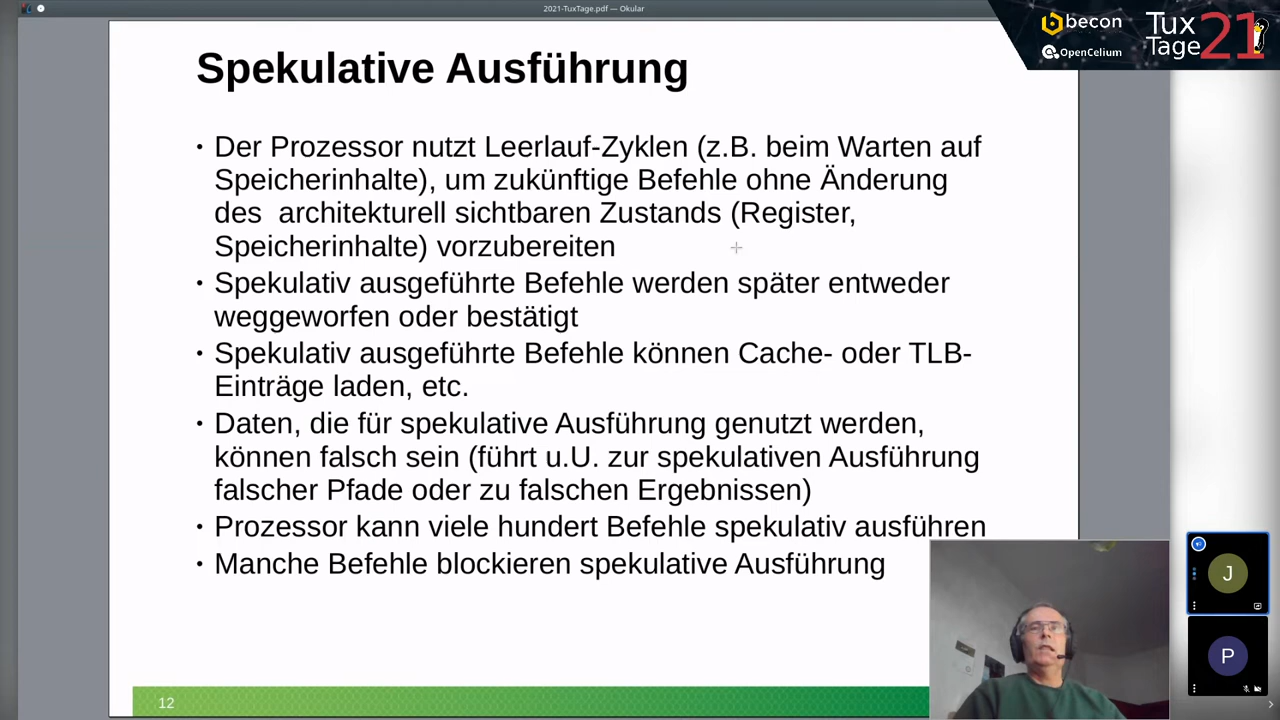 2021-TuxTage.pdf — Okular
becon
OpenCelium
Tux
Tage
21
Spekulative Ausführung
• Der Prozessor nutzt Leerlauf-Zyklen (z.B. beim Warten auf
Speicherinhalte), um zukünftige Befehle ohne Änderung
des architekturell sichtbaren Zustands (Register,
Speicherinhalte) vorzubereiten
• Spekulativ ausgeführte Befehle werden später entweder
weggeworfen oder bestätigt
• Spekulativ ausgeführte Befehle können Cache- oder TLB-
Einträge laden, etc.
• Daten, die für spekulative Ausführung genutzt werden,
können falsch sein (führt u.U. zur spekulativen Ausführung
falscher Pfade oder zu falschen Ergebnissen)
• Prozessor kann viele hundert Befehle spekulativ ausführen
• Manche Befehle blockieren spekulative Ausführung
J
P
12